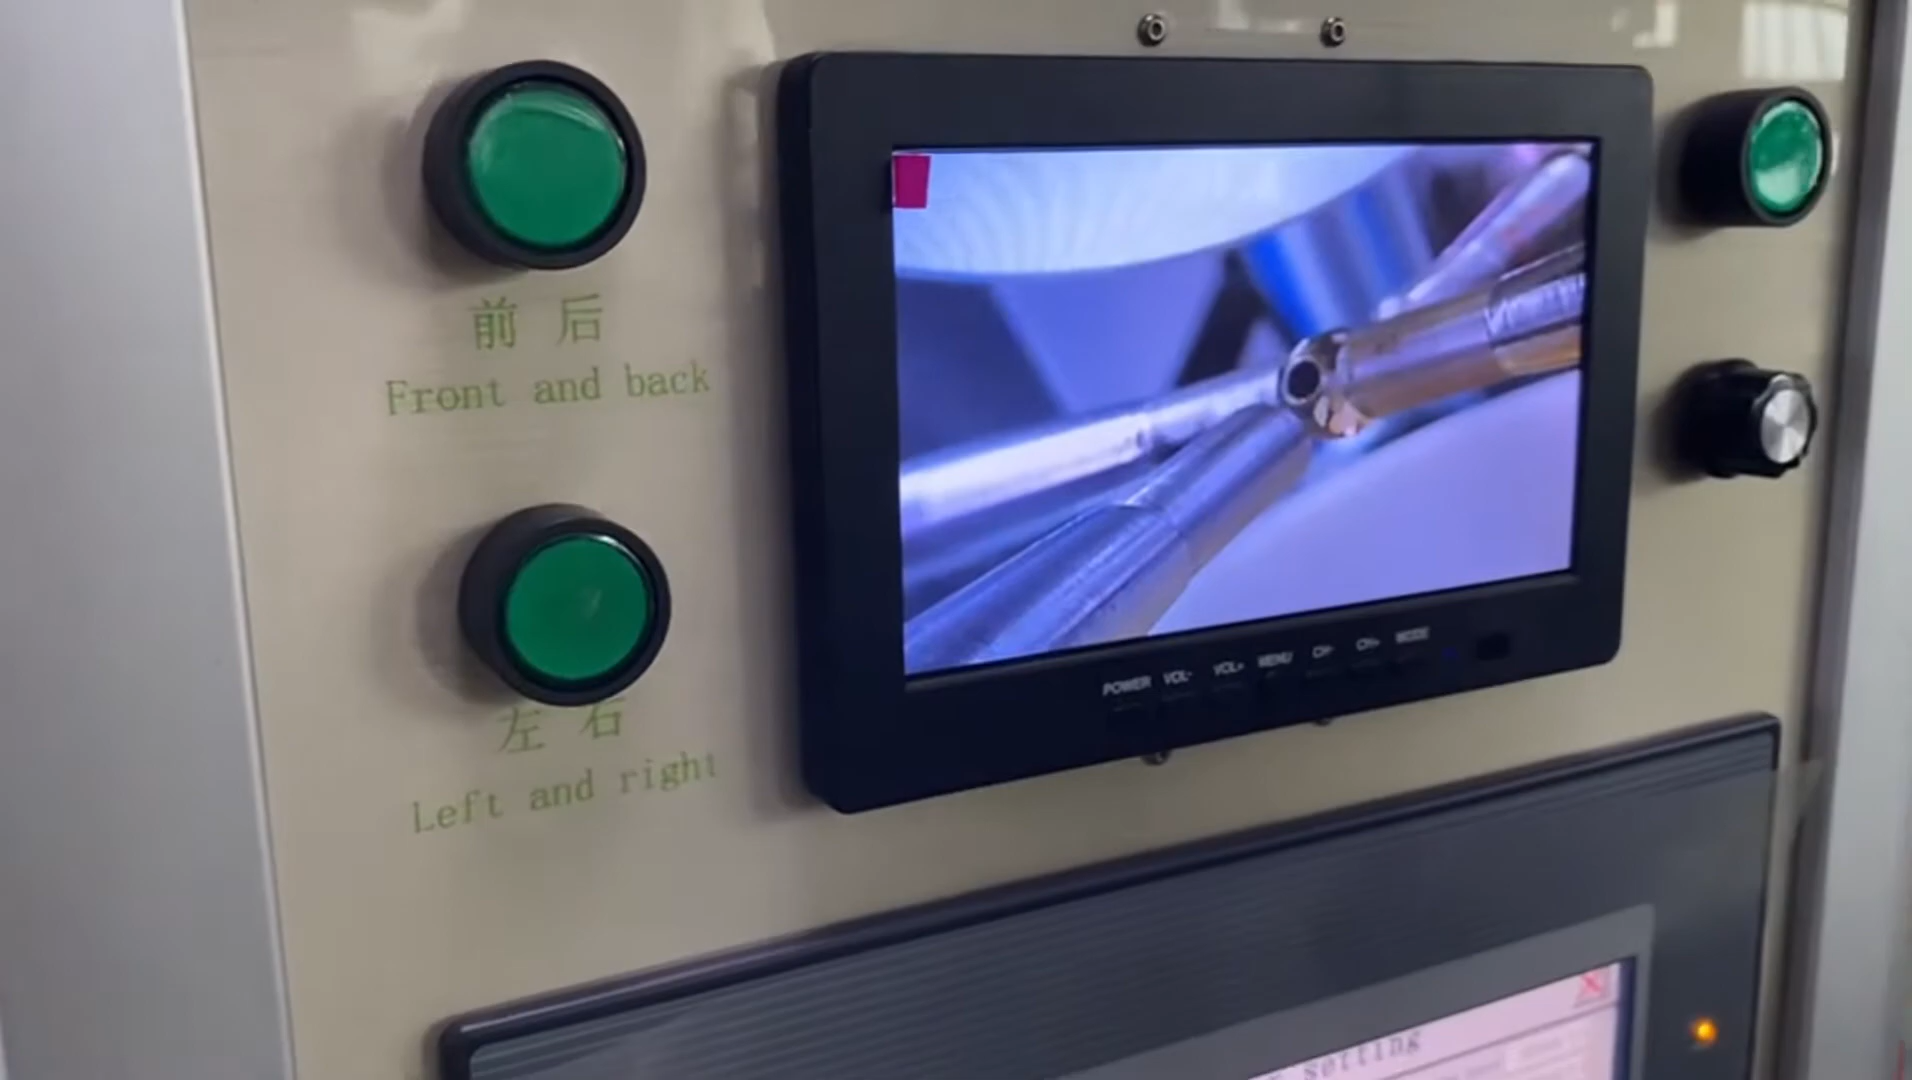 前 后
Front and back
左 右
Left and right
POWER VOL- VOL+ MENU CH- CH+ MODE
setting